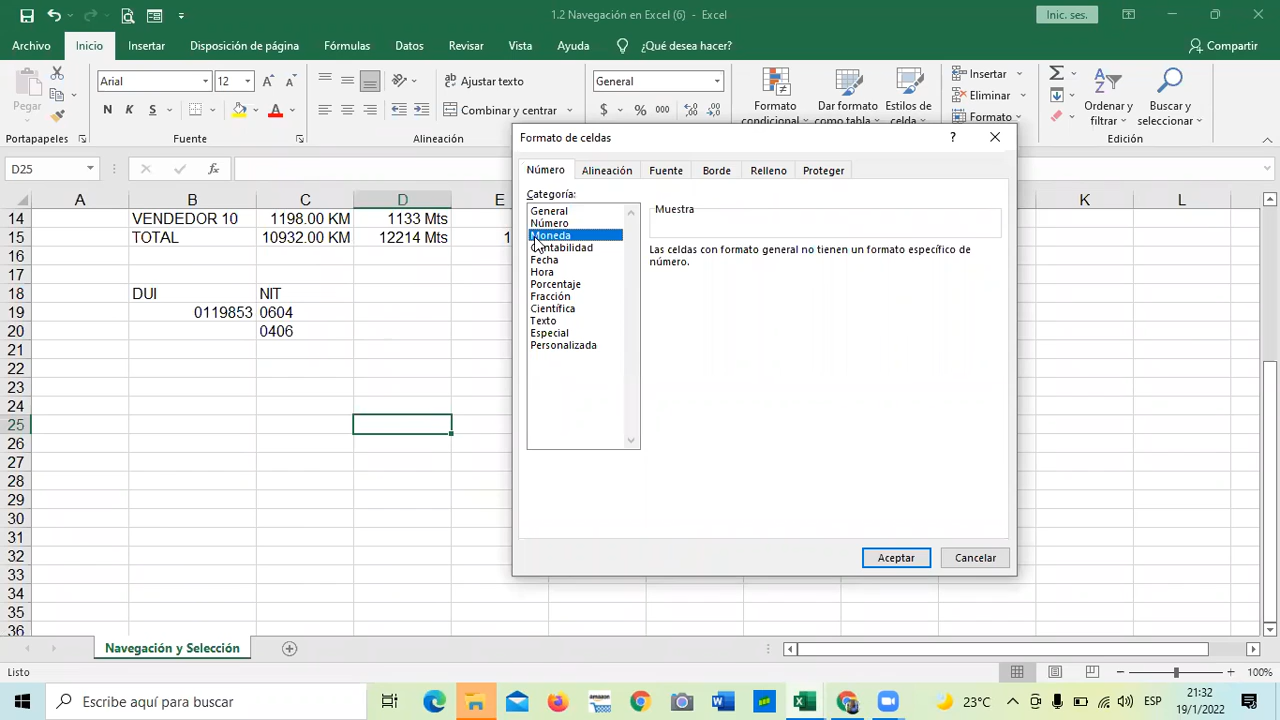 1.2 Navegación en Excel (6) - Excel
Inic. ses.
Archivo Inicio Insertar Disposición de página Fórmulas Datos Revisar Vista Ayuda ¿Qué desea hacer? Compartir
Pegar
Arial 12
N K S
Ajustar texto
Combinar y centrar
General
$ % 000
Formato condicional
Dar formato como tabla
Estilos de celda
Insertar
Eliminar
Formato
Ordenar y filtrar
Buscar y seleccionar
Portapapeles Fuente Alineación Edición
D25
fx
A B C D E K L
14 VENDEDOR 10 1198.00 KM 1133 Mts
15 TOTAL 10932.00 KM 12214 Mts 1
16
17
18 DUI NIT
19 0119853 0604
20 0406
21
22
23
24
25
26
27
28
29
30
31
32
33
34
35
36
Formato de celdas
?
Número Alineación Fuente Borde Relleno Proteger
Categoría:
General
Número
Moneda
Contabilidad
Fecha
Hora
Porcentaje
Fracción
Científica
Texto
Especial
Personalizada
Muestra
Las celdas con formato general no tienen un formato específico de
número.
Aceptar Cancelar
Navegación y Selección
Listo
100%
Escribe aquí para buscar
23°C
ESP
21:32
19/1/2022